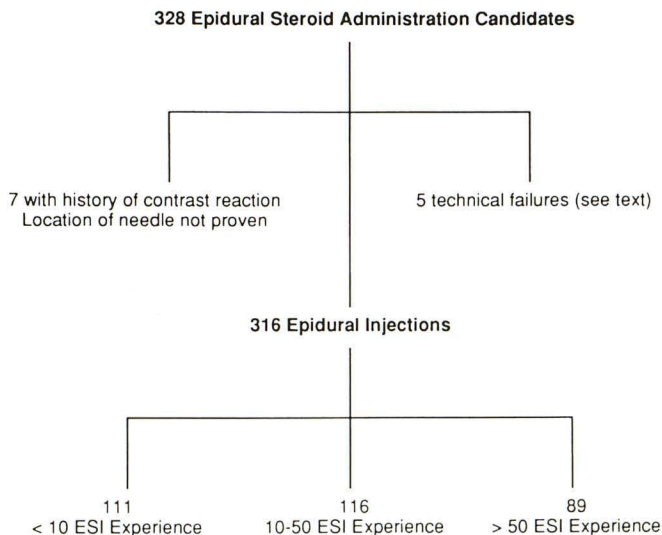 328 Epidural Steroid Administration Candidates
7 with history of contrast reaction
Location of needle not proven
5 technical failures (see text)
316 Epidural Injections
111
< 10 ESI Experience
116
10-50 ESI Experience
89
> 50 ESI Experience